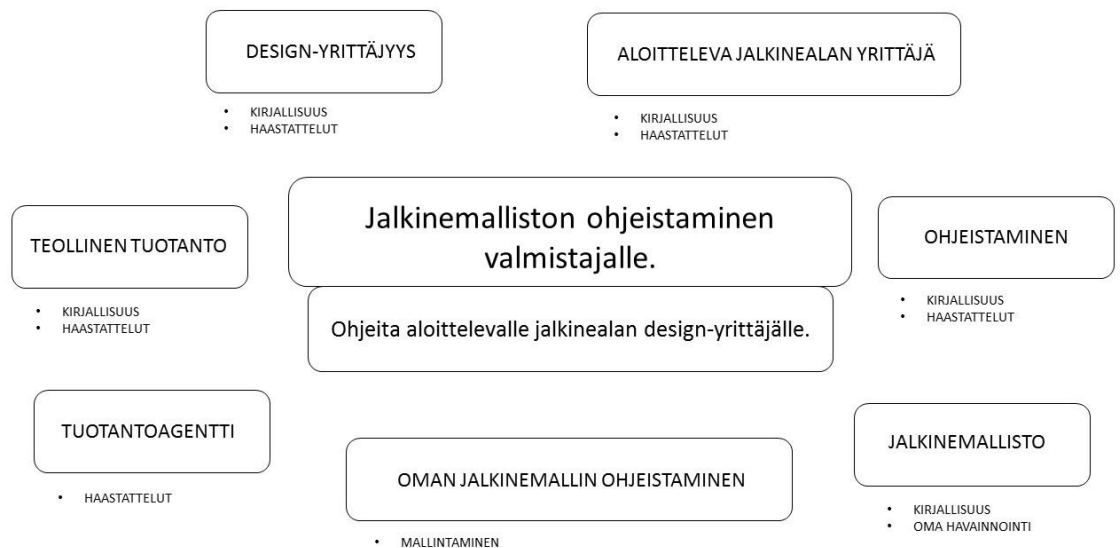 DESIGN-YRITTÄJYYS
• KIRJALLISUUS
• HAASTATTELUT
ALOITTELEVA JALKINEALAN YRITTÄJÄ
• KIRJALLISUUS
• HAASTATTELUT
Jalkinemalliston ohjeistaminen
valmistajalle.
Ohjeita aloittelevalle jalkinealan design-yrittäjälle.
TEOLLINEN TUOTANTO
• KIRJALLISUUS
• HAASTATTELUT
OHJEISTAMINEN
• KIRJALLISUUS
• HAASTATTELUT
TUOTANTOAGENTTI
• HAASTATTELUT
OMAN JALKINEMALLIN OHJEISTAMINEN
• MALLINTAMINEN
JALKINEMALLISTO
• KIRJALLISUUS
• OMA HAVAINNOINTI